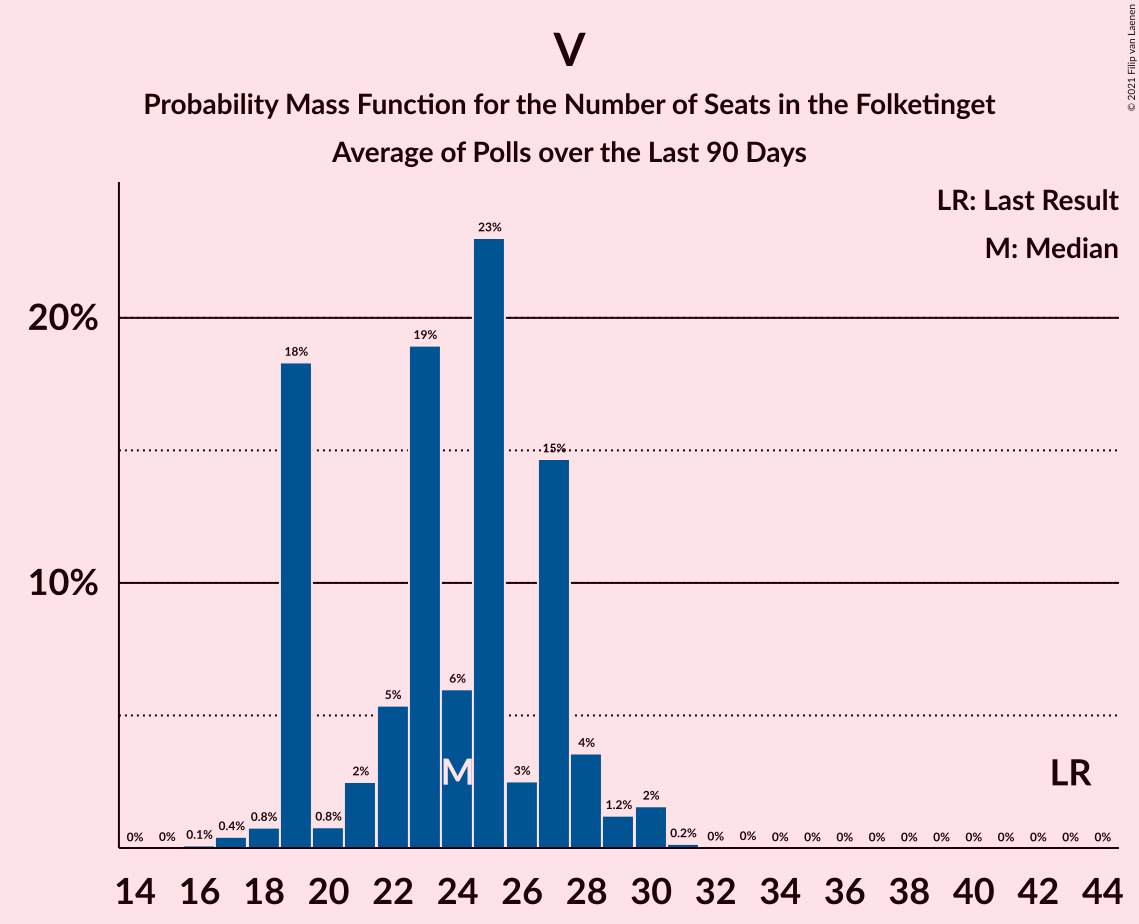 V
Probability Mass Function for the Number of Seats in the Folketinget
Average of Polls over the Last 90 Days
© 2021 Filip van Laenen
LR: Last Result
M: Median
20%
10%
0% 0% 0.1% 0.4% 0.8% 18% 0.8% 2% 5% 19% 6% 23% 3% 15% 4% 1.2% 2% 0.2% 0% 0% 0% 0% 0% 0% 0% 0% 0% 0% 0% 0% 0%
M
LR
14 16 18 20 22 24 26 28 30 32 34 36 38 40 42 44